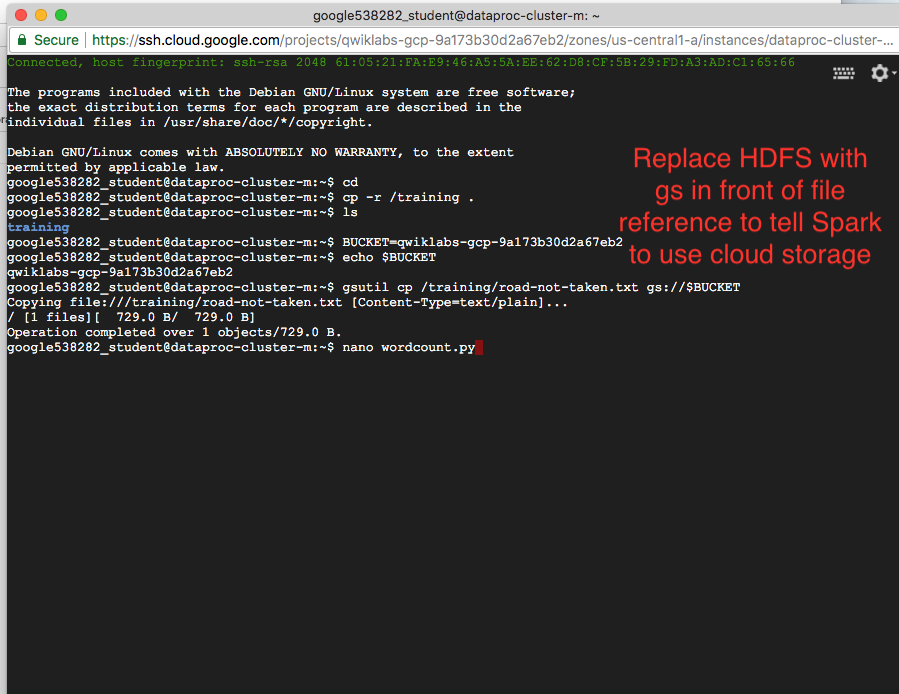 google538282_student@dataproc-cluster-m: ~
Secure | https://ssh.cloud.google.com/projects/qwiklabs-gcp-9a173b30d2a67eb2/zones/us-central1-a/instances/dataproc-cluster-...
Connected, host fingerprint: ssh-rsa 2048 61:05:21:FA:E9:46:A5:5A:EE:62:D8:CF:5B:29:FD:A3:AD:C1:65:66
The programs included with the Debian GNU/Linux system are free software;
the exact distribution terms for each program are described in the
individual files in /usr/share/doc/*/copyright.
Debian GNU/Linux comes with ABSOLUTELY NO WARRANTY, to the extent
permitted by applicable law.
google538282_student@dataproc-cluster-m:~$ cd
google538282_student@dataproc-cluster-m:~$ cp -r /training .
google538282_student@dataproc-cluster-m:~$ ls
training
google538282_student@dataproc-cluster-m:~$ BUCKET=qwiklabs-gcp-9a173b30d2a67eb2
google538282_student@dataproc-cluster-m:~$ echo $BUCKET
qwiklabs-gcp-9a173b30d2a67eb2
google538282_student@dataproc-cluster-m:~$ gsutil cp /training/road-not-taken.txt gs://$BUCKET
Copying file:///training/road-not-taken.txt [Content-Type=text/plain]...
/ [1 files][  729.0 B/  729.0 B]
Operation completed over 1 objects/729.0 B.
google538282_student@dataproc-cluster-m:~$ nano wordcount.py
Replace HDFS with
gs in front of file
reference to tell Spark
to use cloud storage